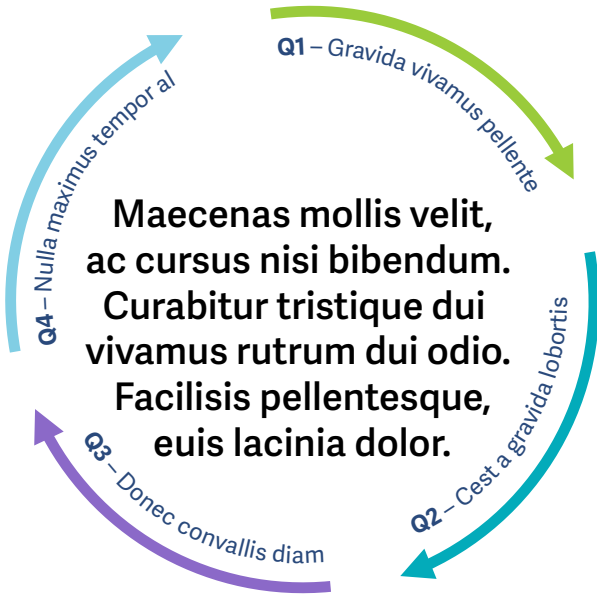 Q1 – Gravida vivamus pellente
Maecenas mollis velit,
ac cursus nisi bibendum.
Curabitur tristique dui
vivamus rutrum dui odio.
Facilisis pellentesque,
euis lacinia dolor.
Q2 – Cest a gravida lobortis
Q3 – Donec convallis diam
Q4 – Nulla maximus tempor al